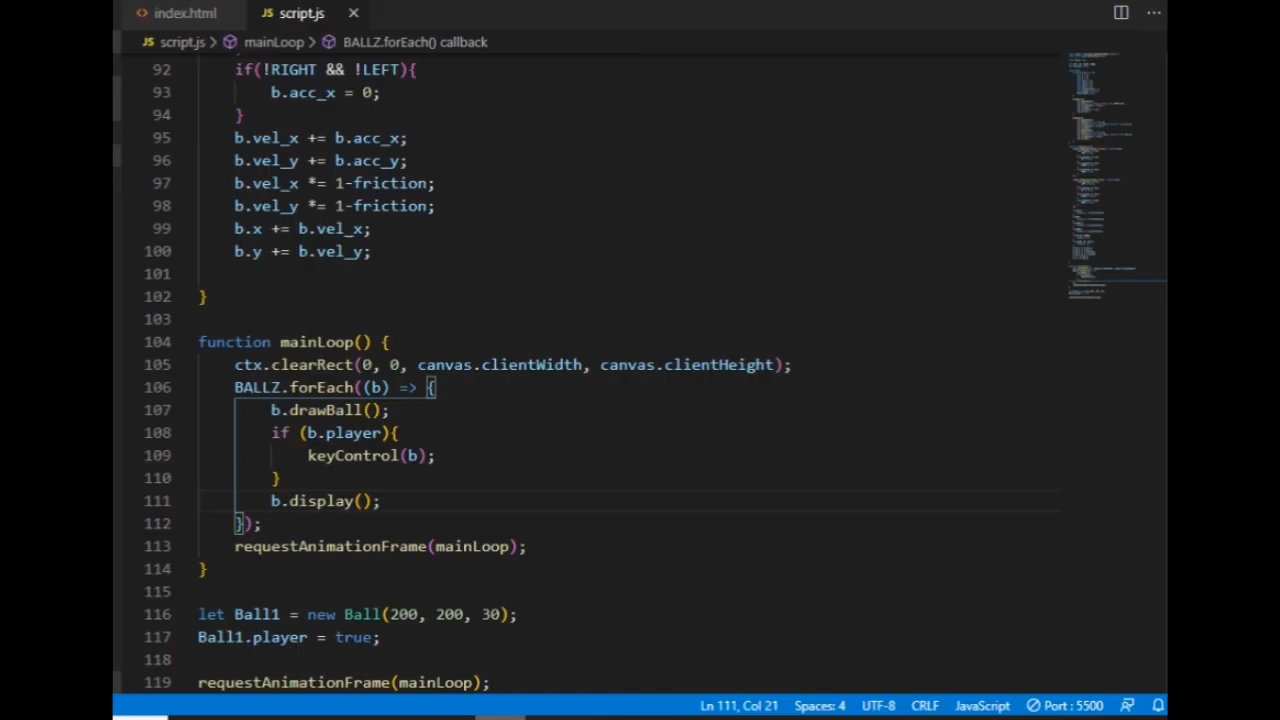 index.html
JS script.js
JS script.js > mainLoop > BALLZ.forEach() callback
92 if(!RIGHT && !LEFT){
93 b.acc_x = 0;
94 }
95 b.vel_x += b.acc_x;
96 b.vel_y += b.acc_y;
97 b.vel_x *= 1-friction;
98 b.vel_y *= 1-friction;
99 b.x += b.vel_x;
100 b.y += b.vel_y;
101
102 }
103
104 function mainLoop() {
105 ctx.clearRect(0, 0, canvas.clientWidth, canvas.clientHeight);
106 BALLZ.forEach((b) => {
107 b.drawBall();
108 if (b.player){
109 keyControl(b);
110 }
111 b.display();
112 });
113 requestAnimationFrame(mainLoop);
114 }
115
116 let Ball1 = new Ball(200, 200, 30);
117 Ball1.player = true;
118
119 requestAnimationFrame(mainLoop);
Ln 111, Col 21 Spaces: 4 UTF-8 CRLF JavaScript Port : 5500